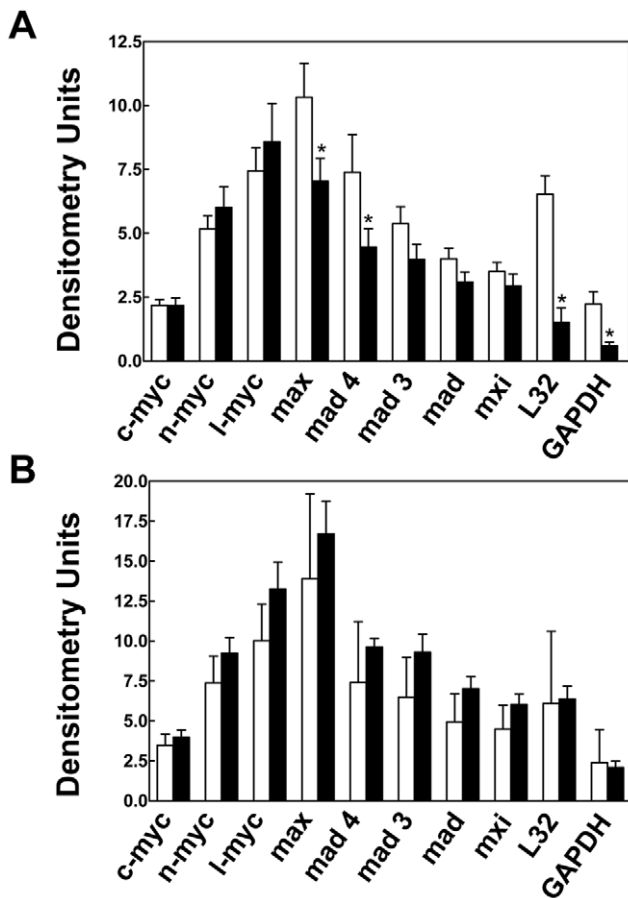 A
Densitometry Units
12.5
10.0
7.5
5.0
2.5
0.0
*
*
*
*
c-myc
n-myc
l-myc
max
mad 4
mad 3
mad
mxi
L32
GAPDH
B
Densitometry Units
20.0
17.5
15.0
12.5
10.0
7.5
5.0
2.5
0.0
c-myc
n-myc
l-myc
max
mad 4
mad 3
mad
mxi
L32
GAPDH